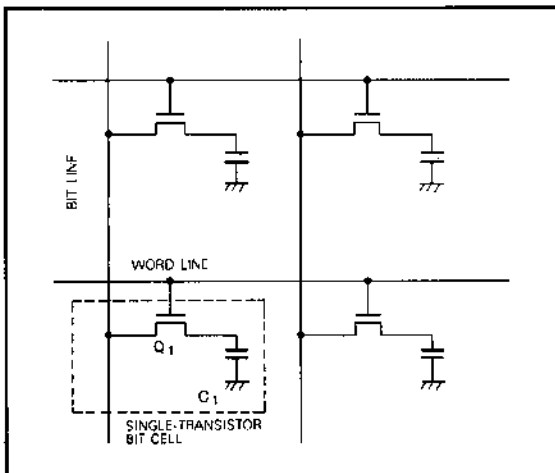 BIT LINE
WORD LINE
Q1
C1
SINGLE-TRANSISTOR
BIT CELL